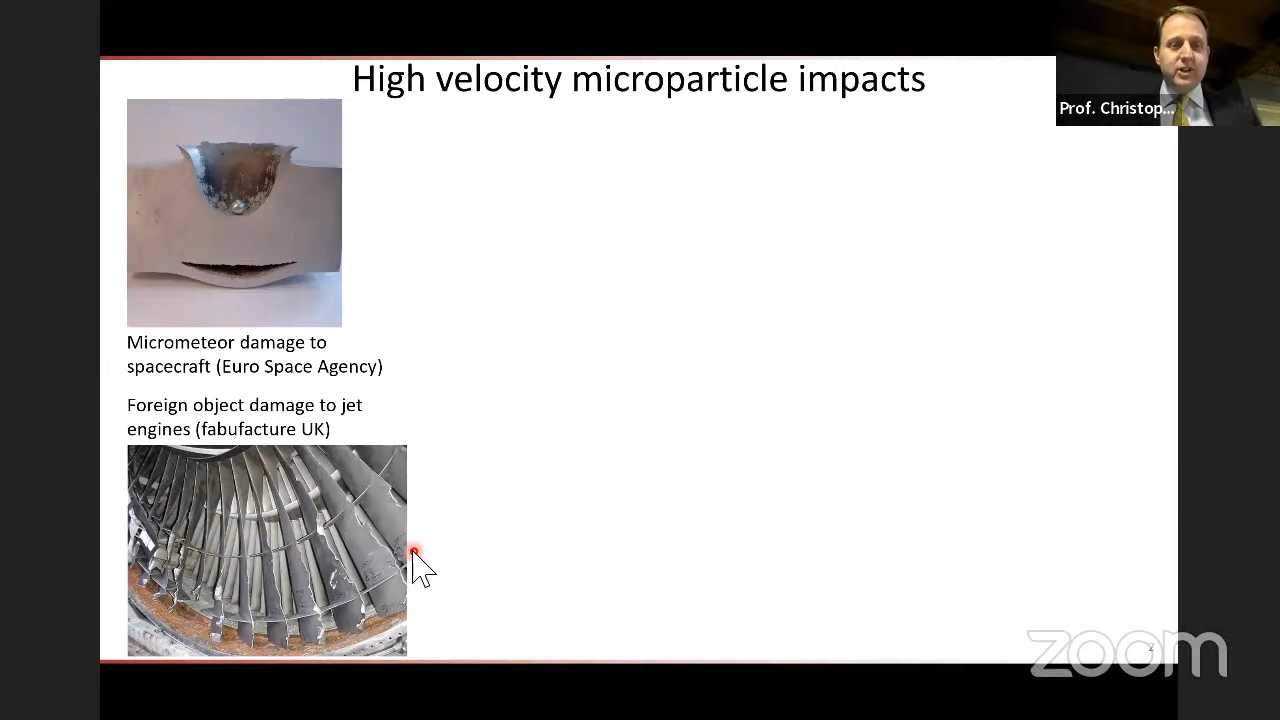 High velocity microparticle impacts
Prof. Christop...
Micrometeor damage to
spacecraft (Euro Space Agency)
Foreign object damage to jet
engines (fabufacture UK)
2
zoom